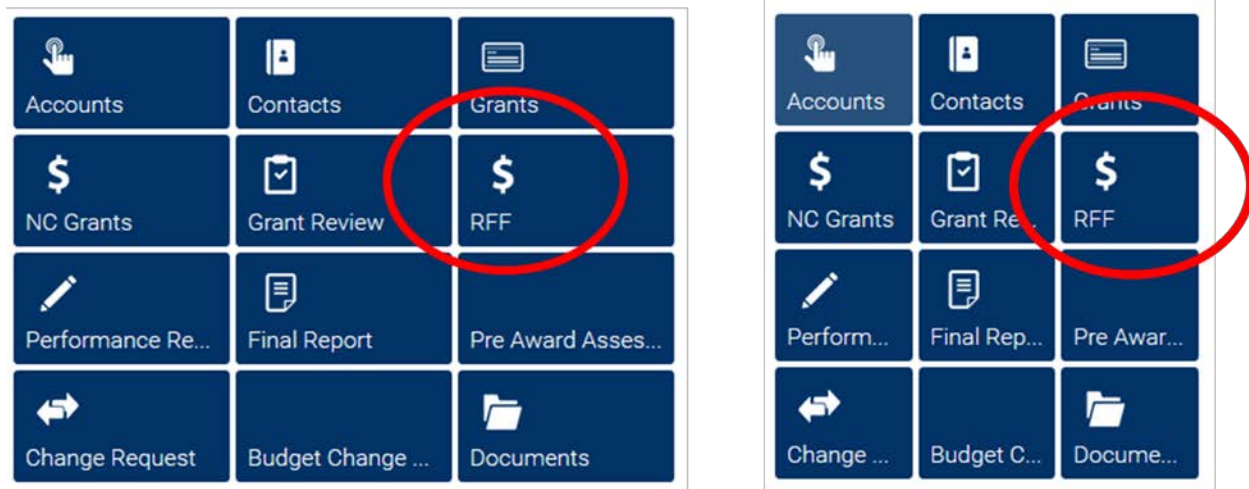 Accounts
Contacts
Grants
$
NC Grants
Grant Review
$
RFF
Performance Re...
Final Report
Pre Award Asses...
Change Request
Budget Change ...
Documents
Accounts
Contacts
Grants
$
NC Grants
Grant Re...
$
RFF
Perform...
Final Rep...
Pre Awar...
Change ...
Budget C...
Docume...